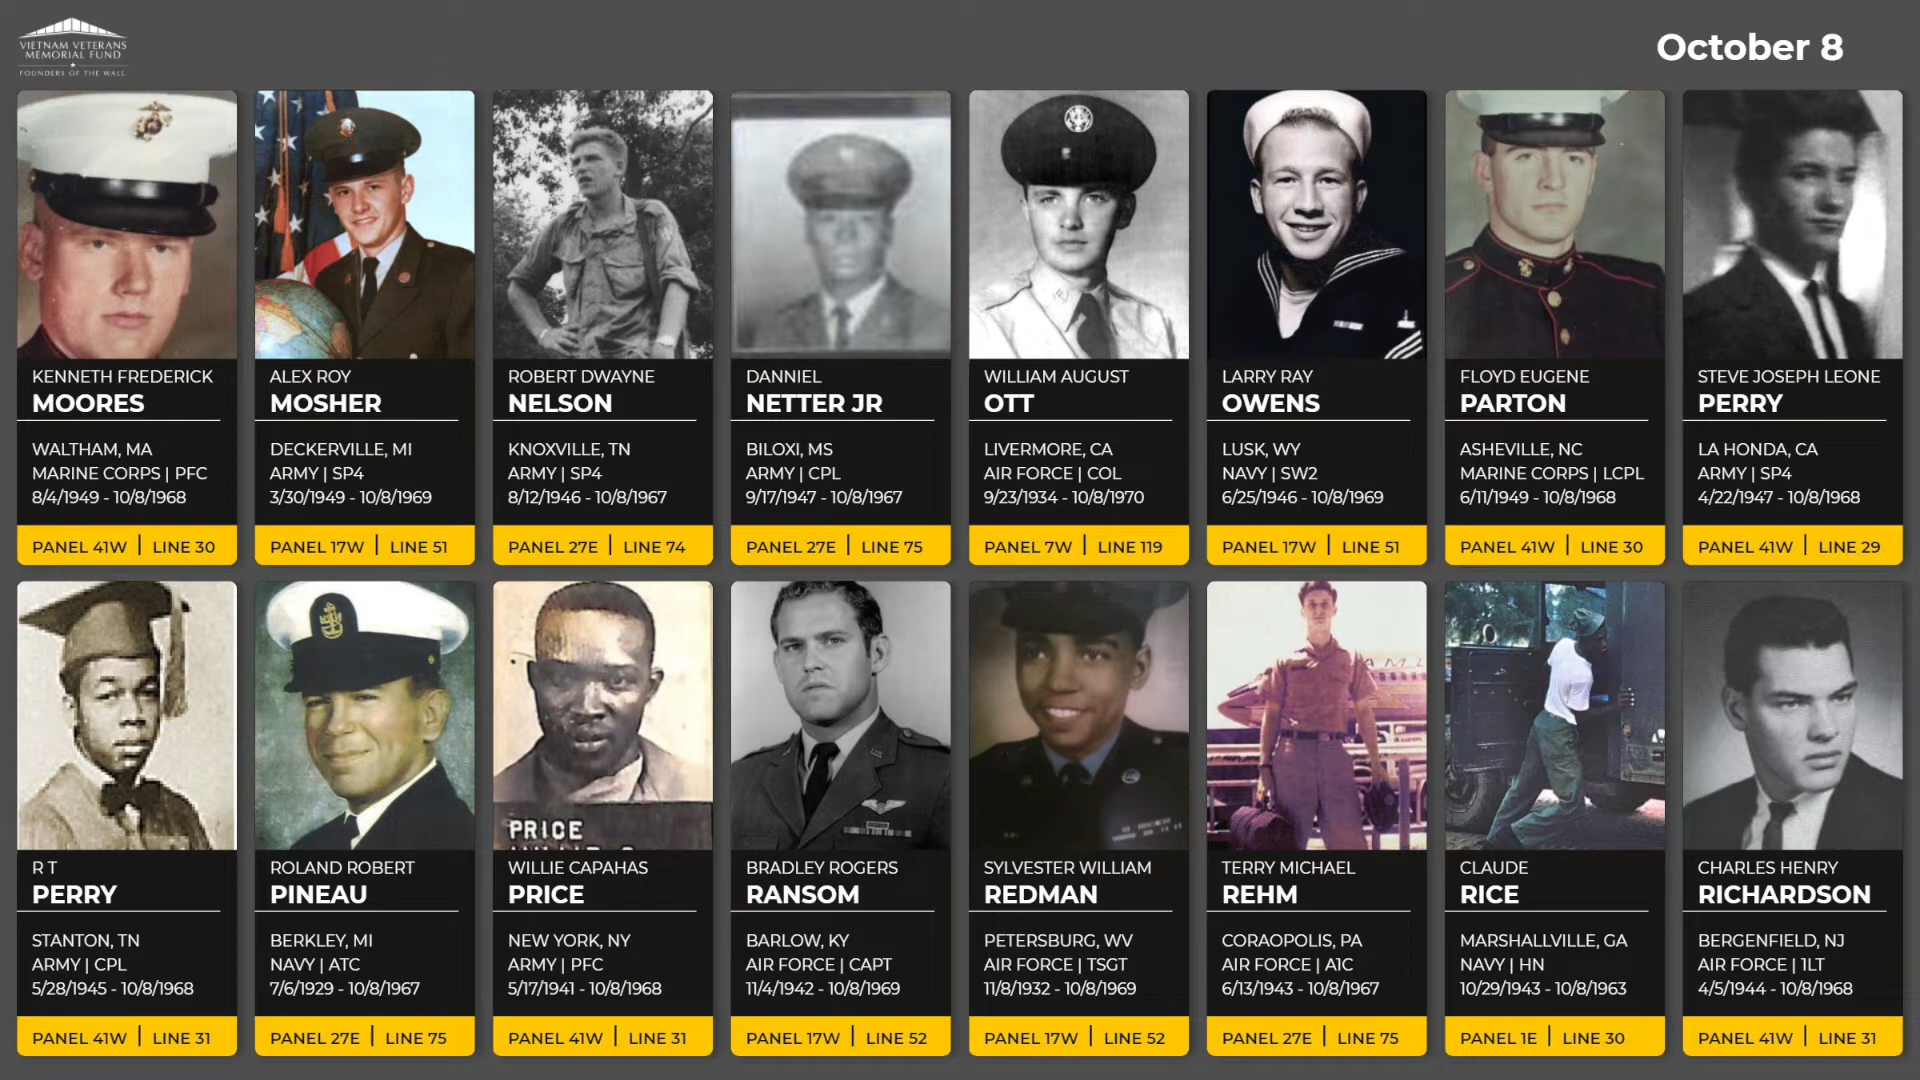 VIETNAM VETERANS
MEMORIAL FUND
FOUNDERS OF THE WALL
October 8
KENNETH FREDERICK
MOORES
WALTHAM, MA
MARINE CORPS | PFC
8/4/1949 - 10/8/1968
PANEL 41W | LINE 30
ALEX ROY
MOSHER
DECKERVILLE, MI
ARMY | SP4
3/30/1949 - 10/8/1969
PANEL 17W | LINE 51
ROBERT DWAYNE
NELSON
KNOXVILLE, TN
ARMY | SP4
8/12/1946 - 10/8/1967
PANEL 27E | LINE 74
DANNIEL
NETTER JR
BILOXI, MS
ARMY | CPL
9/17/1947 - 10/8/1967
PANEL 27E | LINE 75
WILLIAM AUGUST
OTT
LIVERMORE, CA
AIR FORCE | COL
9/23/1934 - 10/8/1970
PANEL 7W | LINE 119
LARRY RAY
OWENS
LUSK, WY
NAVY | SW2
6/25/1946 - 10/8/1969
PANEL 17W | LINE 51
FLOYD EUGENE
PARTON
ASHEVILLE, NC
MARINE CORPS | LCPL
6/11/1949 - 10/8/1968
PANEL 41W | LINE 30
STEVE JOSEPH LEONE
PERRY
LA HONDA, CA
ARMY | SP4
4/22/1947 - 10/8/1968
PANEL 41W | LINE 29
R T
PERRY
STANTON, TN
ARMY | CPL
5/28/1945 - 10/8/1968
PANEL 41W | LINE 31
ROLAND ROBERT
PINEAU
BERKLEY, MI
NAVY | ATC
7/6/1929 - 10/8/1967
PANEL 27E | LINE 75
PRICE
WILLIE CAPAHAS
PRICE
NEW YORK, NY
ARMY | PFC
5/17/1941 - 10/8/1968
PANEL 41W | LINE 31
BRADLEY ROGERS
RANSOM
BARLOW, KY
AIR FORCE | CAPT
11/4/1942 - 10/8/1969
PANEL 17W | LINE 52
SYLVESTER WILLIAM
REDMAN
PETERSBURG, WV
AIR FORCE | TSGT
11/8/1932 - 10/8/1969
PANEL 17W | LINE 52
TERRY MICHAEL
REHM
CORAOPOLIS, PA
AIR FORCE | A1C
6/13/1943 - 10/8/1967
PANEL 27E | LINE 75
CLAUDE
RICE
MARSHALLVILLE, GA
NAVY | HN
10/29/1943 - 10/8/1963
PANEL 1E | LINE 30
CHARLES HENRY
RICHARDSON
BERGENFIELD, NJ
AIR FORCE | 1LT
4/5/1944 - 10/8/1968
PANEL 41W | LINE 31